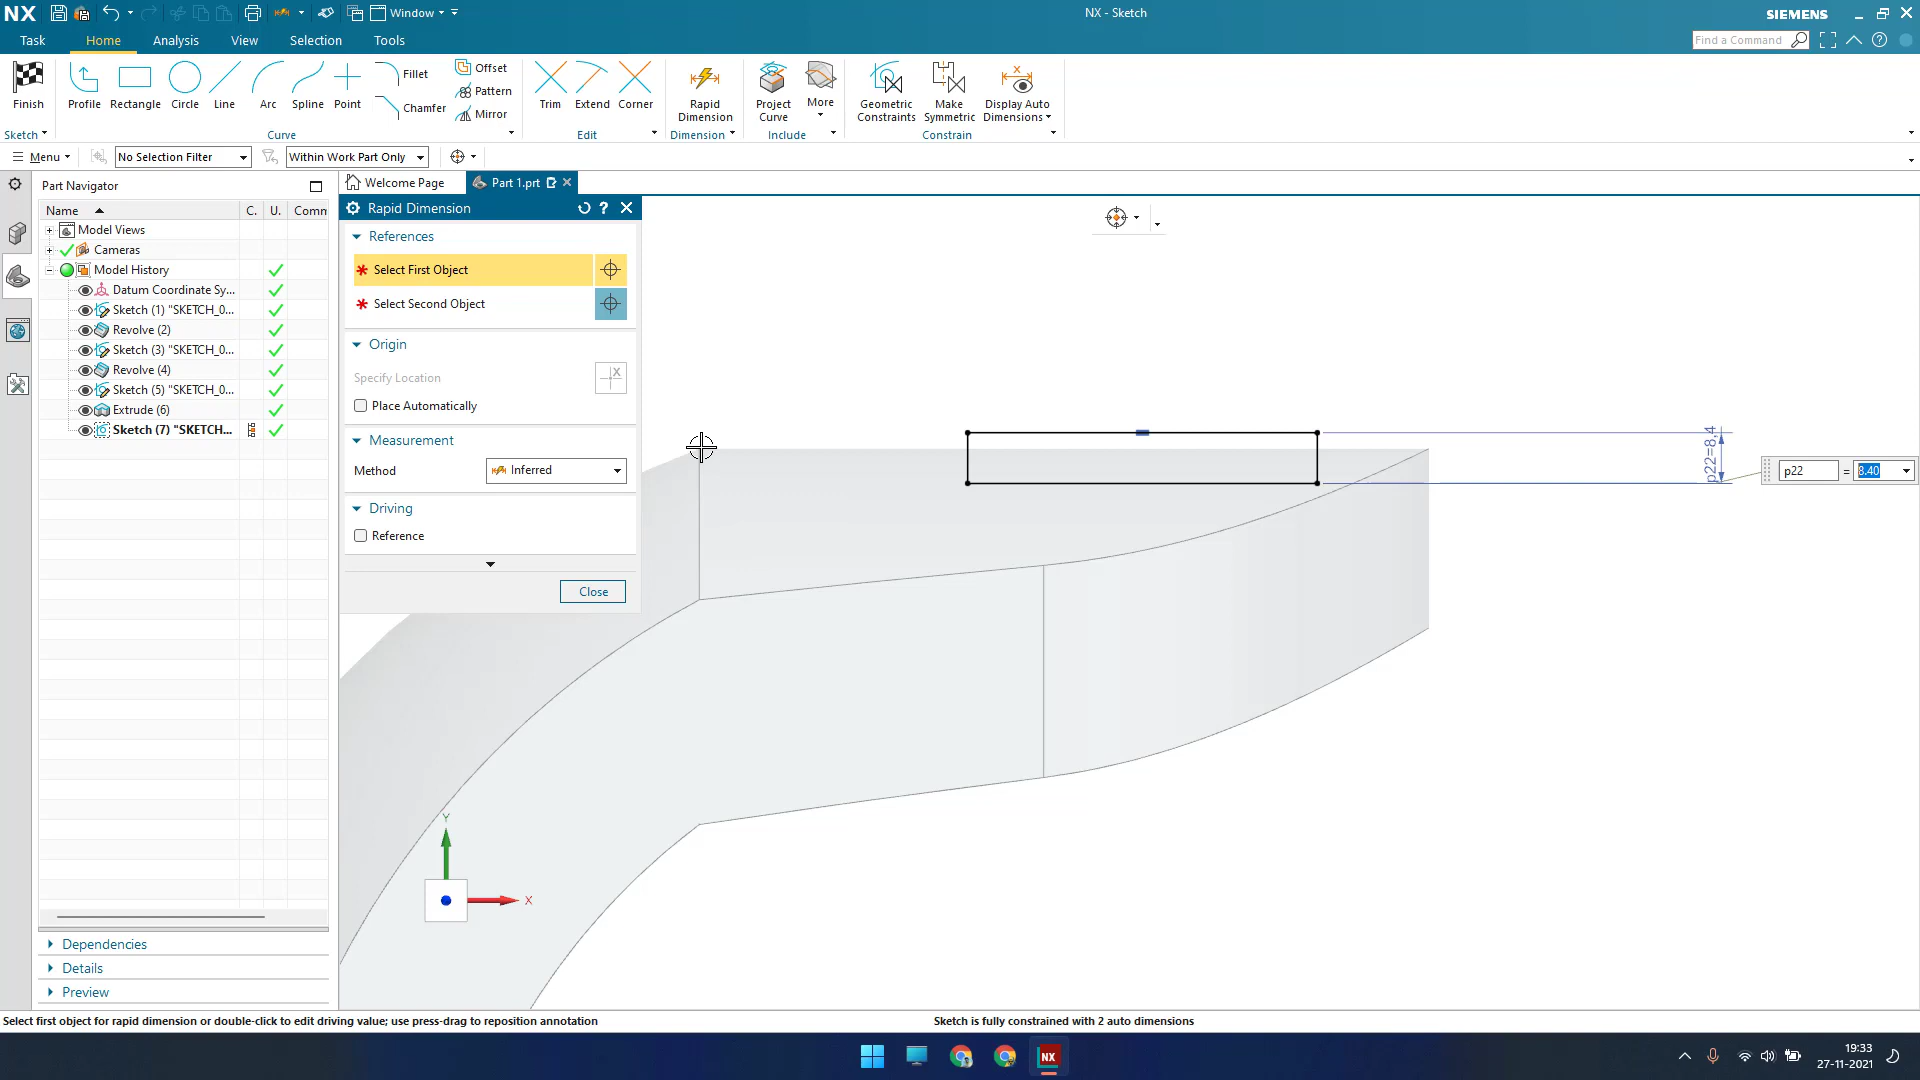 NX
Window
NX - Sketch
SIEMENS
Task
Home
Analysis
View
Selection
Tools
Find a Command
Finish
Profile
Rectangle
Circle
Line
Arc
Spline
Point
Fillet
Chamfer
Offset
Pattern
Mirror
Trim
Extend
Corner
Rapid
Dimension
Project
Curve
More
Geometric
Constraints
Make
Symmetric
Display Auto
Dimensions
Sketch
Curve
Edit
Dimension
Include
Constrain
Menu
No Selection Filter
Within Work Part Only
Part Navigator
Welcome Page
Part 1.prt
Name
C.
U.
Comm
Model Views
Cameras
Model History
Datum Coordinate Sy...
Sketch (1) "SKETCH_0...
Revolve (2)
Sketch (3) "SKETCH_0...
Revolve (4)
Sketch (5) "SKETCH_0...
Extrude (6)
Sketch (7) "SKETCH...
Dependencies
Details
Preview
Rapid Dimension
References
* Select First Object
* Select Second Object
Origin
Specify Location
Place Automatically
Measurement
Method
Inferred
Driving
Reference
Close
p22=8,4
p22 = 8.40
Y
X
Select first object for rapid dimension or double-click to edit driving value; use press-drag to reposition annotation
Sketch is fully constrained with 2 auto dimensions
NX
19:33
27-11-2021